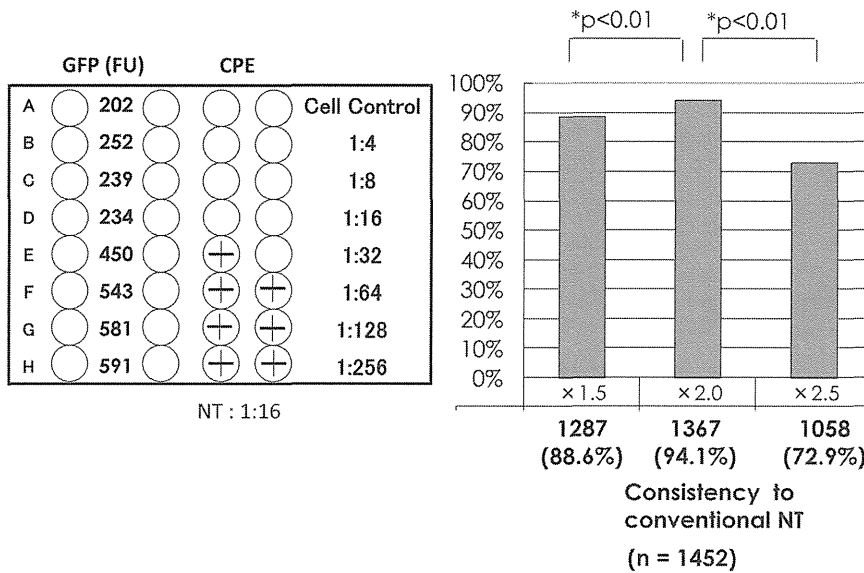 GFP (FU) CPE
A 202 Cell Control
B 252 1:4
C 239 1:8
D 234 1:16
E 450 + 1:32
F 543 + + 1:64
G 581 + + 1:128
H 591 + + 1:256
NT : 1:16
*p<0.01 *p<0.01
100%
90%
80%
70%
60%
50%
40%
30%
20%
10%
0%
×1.5 ×2.0 ×2.5
1287 1367 1058
(88.6%) (94.1%) (72.9%)
Consistency to
conventional NT
(n = 1452)